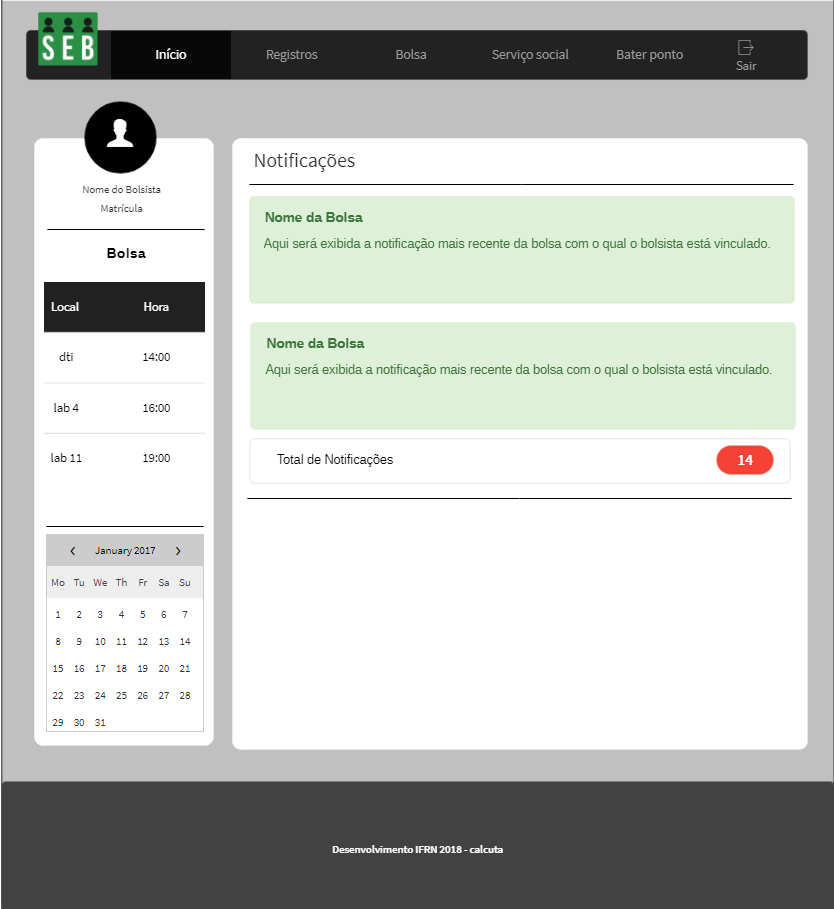 SEB
Início Registros Bolsa Serviço social Bater ponto Sair
Nome do Bolsista
Matrícula
Bolsa
Local Hora
dti 14:00
lab 4 16:00
lab 11 19:00
‹ January 2017 ›
Mo Tu We Th Fr Sa Su
1 2 3 4 5 6 7
8 9 10 11 12 13 14
15 16 17 18 19 20 21
22 23 24 25 26 27 28
29 30 31
Notificações
Nome da Bolsa
Aqui será exibida a notificação mais recente da bolsa com o qual o bolsista está vinculado.
Nome da Bolsa
Aqui será exibida a notificação mais recente da bolsa com o qual o bolsista está vinculado.
Total de Notificações 14
Desenvolvimento IFRN 2018 - calcuta